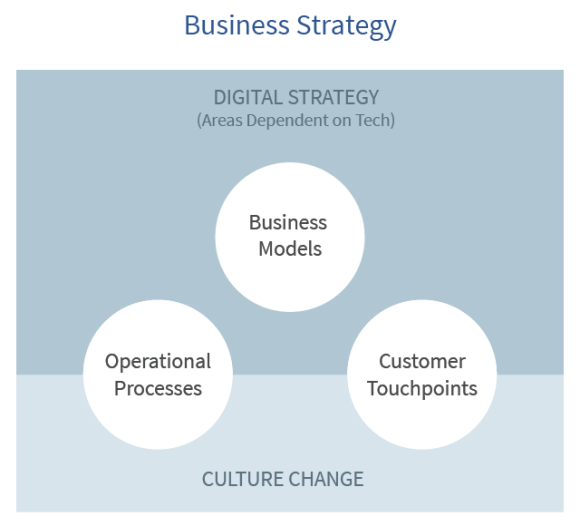 Business Strategy
DIGITAL STRATEGY
(Areas Dependent on Tech)
Business
Models
Operational
Processes
Customer
Touchpoints
CULTURE CHANGE